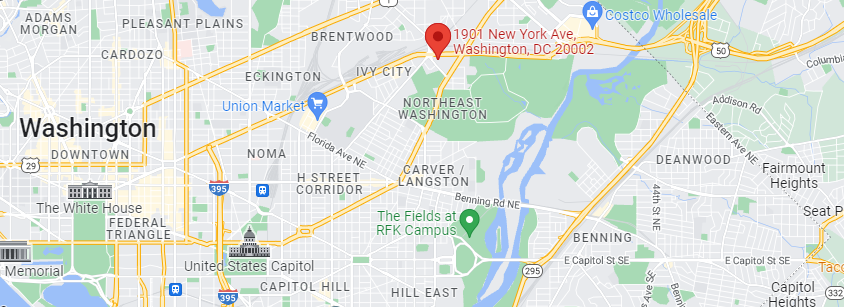 ADAMS
MORGAN
PLEASANT PLAINS
CARDOZO
BRENTWOOD
1901 New York Ave,
Washington, DC 20002
Costco Wholesale
50
Columbia
ECKINGTON
IVY CITY
Union Market
NORTHEAST
WASHINGTON
Addison Rd
Eastern Ave NE
Washington
DOWNTOWN
29
NOMA
Florida Ave NE
H STREET
CORRIDOR
CARVER /
LANGSTON
DEANWOOD
Fairmount
Heights
395
The White House
FEDERAL
TRIANGLE
Benning Rd NE
44th St NE
The Fields at
RFK Campus
Seat P
BENNING
Memorial
United States Capitol
295
E Capitol St SE
E Capitol St SE
Taco
CAPITOL HILL
395
HILL EAST
Benning
Capitol
Heights
332